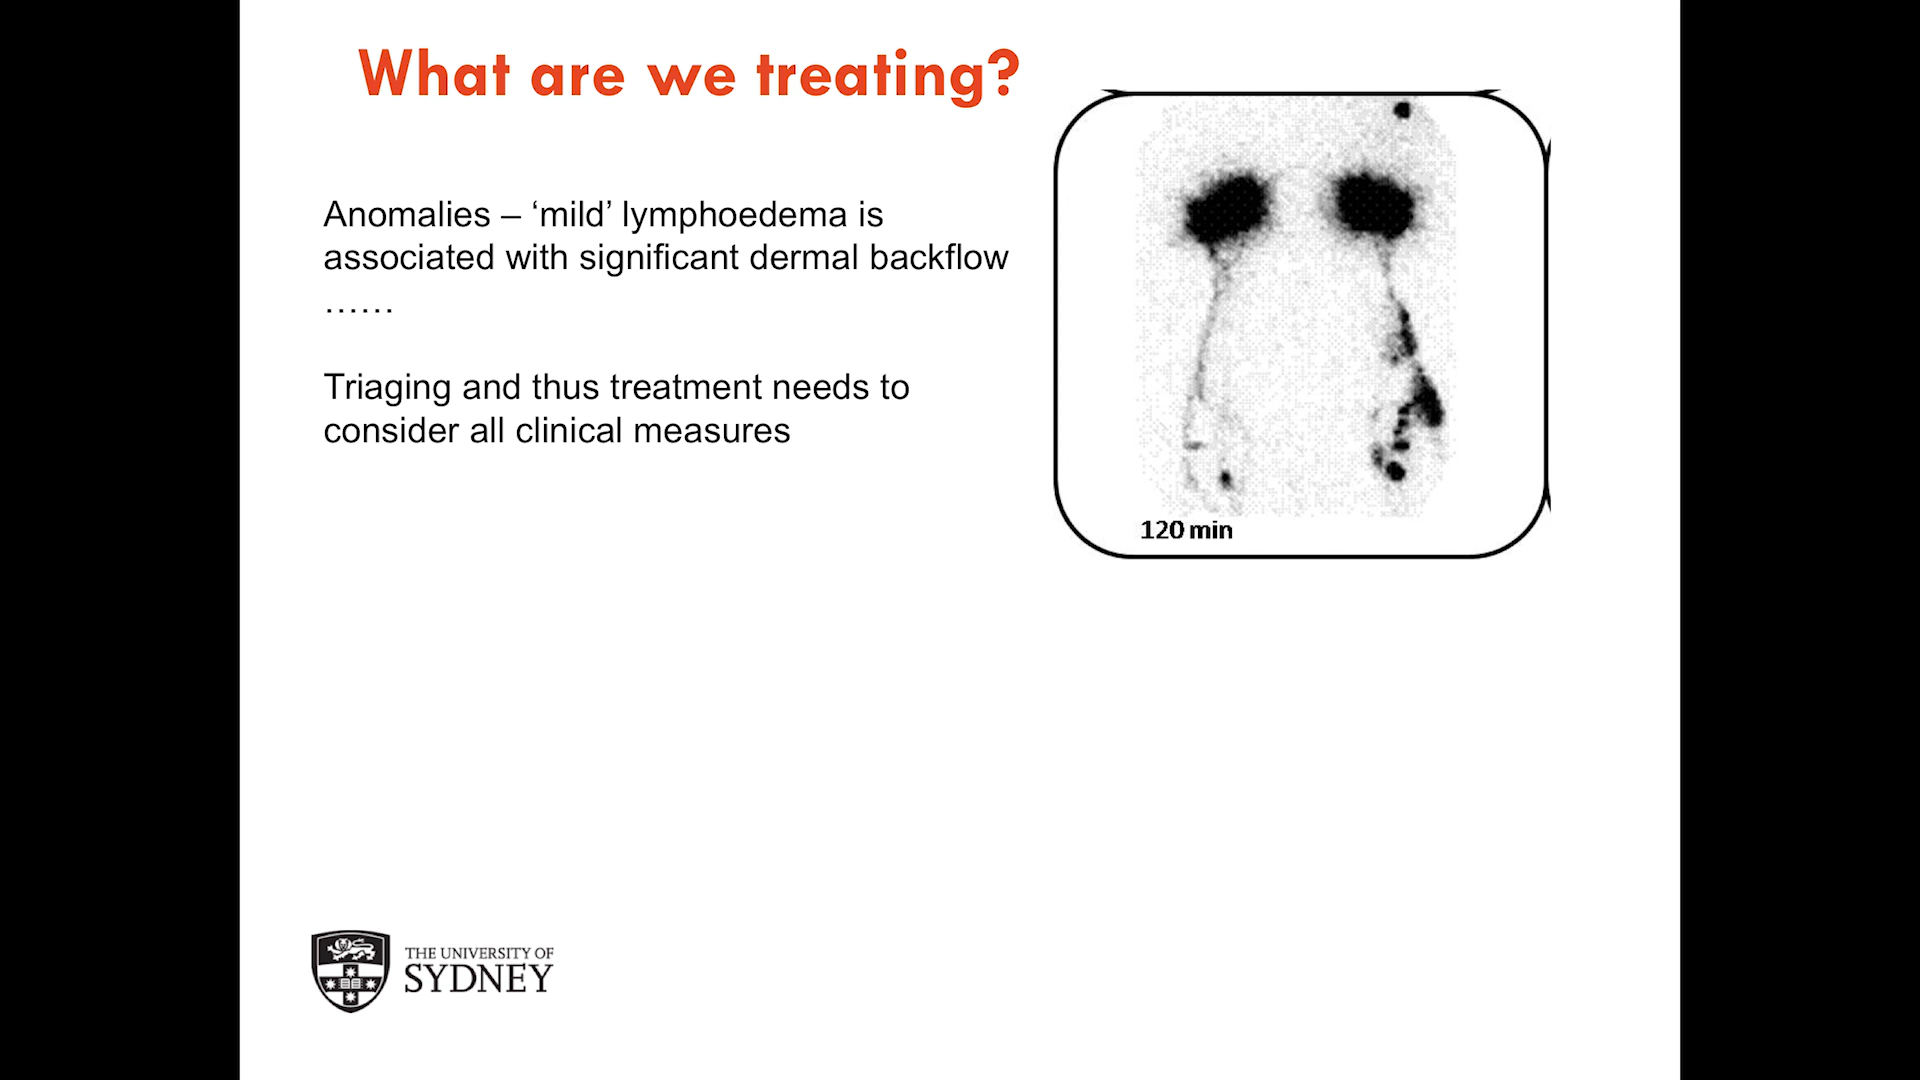 What are we treating?
Anomalies – ‘mild’ lymphoedema is
associated with significant dermal backflow
……
Triaging and thus treatment needs to
consider all clinical measures
120 min
THE UNIVERSITY OF
SYDNEY